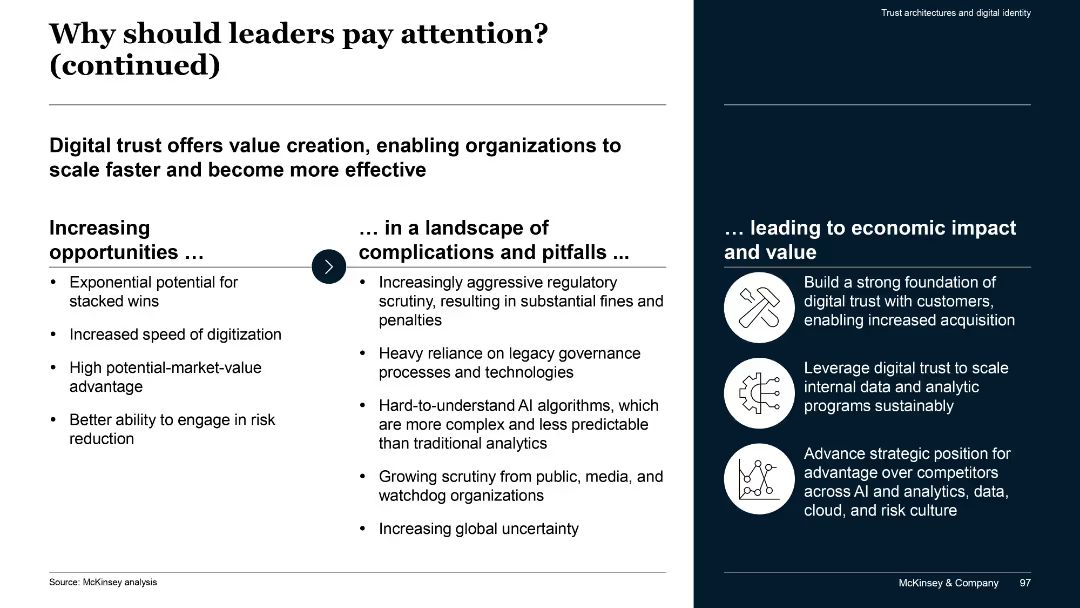 Trust architectures and digital identity
Why should leaders pay attention?
(continued)
Digital trust offers value creation, enabling organizations to
scale faster and become more effective
Increasing
opportunities …
• Exponential potential for
stacked wins
• Increased speed of digitization
• High potential-market-value
advantage
• Better ability to engage in risk
reduction
… in a landscape of
complications and pitfalls ...
• Increasingly aggressive regulatory
scrutiny, resulting in substantial fines and
penalties
• Heavy reliance on legacy governance
processes and technologies
• Hard-to-understand AI algorithms, which
are more complex and less predictable
than traditional analytics
• Growing scrutiny from public, media, and
watchdog organizations
• Increasing global uncertainty
… leading to economic impact
and value
Build a strong foundation of
digital trust with customers,
enabling increased acquisition
Leverage digital trust to scale
internal data and analytic
programs sustainably
Advance strategic position for
advantage over competitors
across AI and analytics, data,
cloud, and risk culture
Source: McKinsey analysis
McKinsey & Company 97